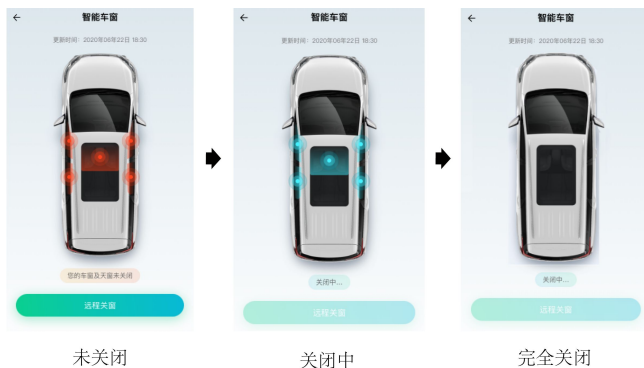 智能车窗
更新时间：2020年06月22日 16:30
您的车窗及天窗未关闭
远程关窗
未关闭
智能车窗
更新时间：2020年06月22日 16:30
关闭中...
远程关窗
关闭中
智能车窗
更新时间：2020年06月22日 16:30
关闭中...
远程关窗
完全关闭